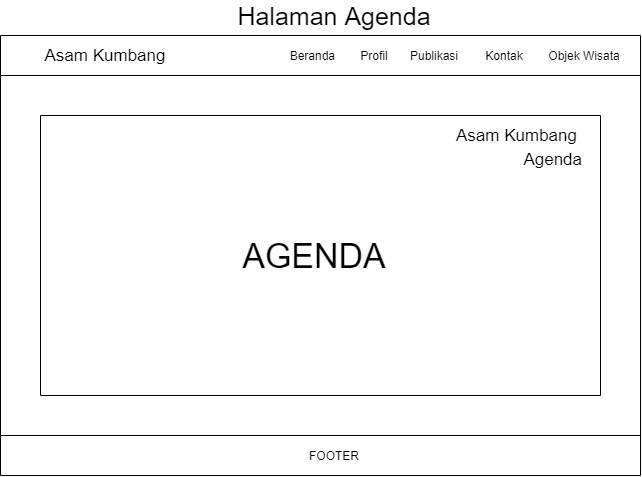 Halaman Agenda
Asam Kumbang Beranda Profil Publikasi Kontak Objek Wisata
Asam Kumbang
Agenda
AGENDA
FOOTER